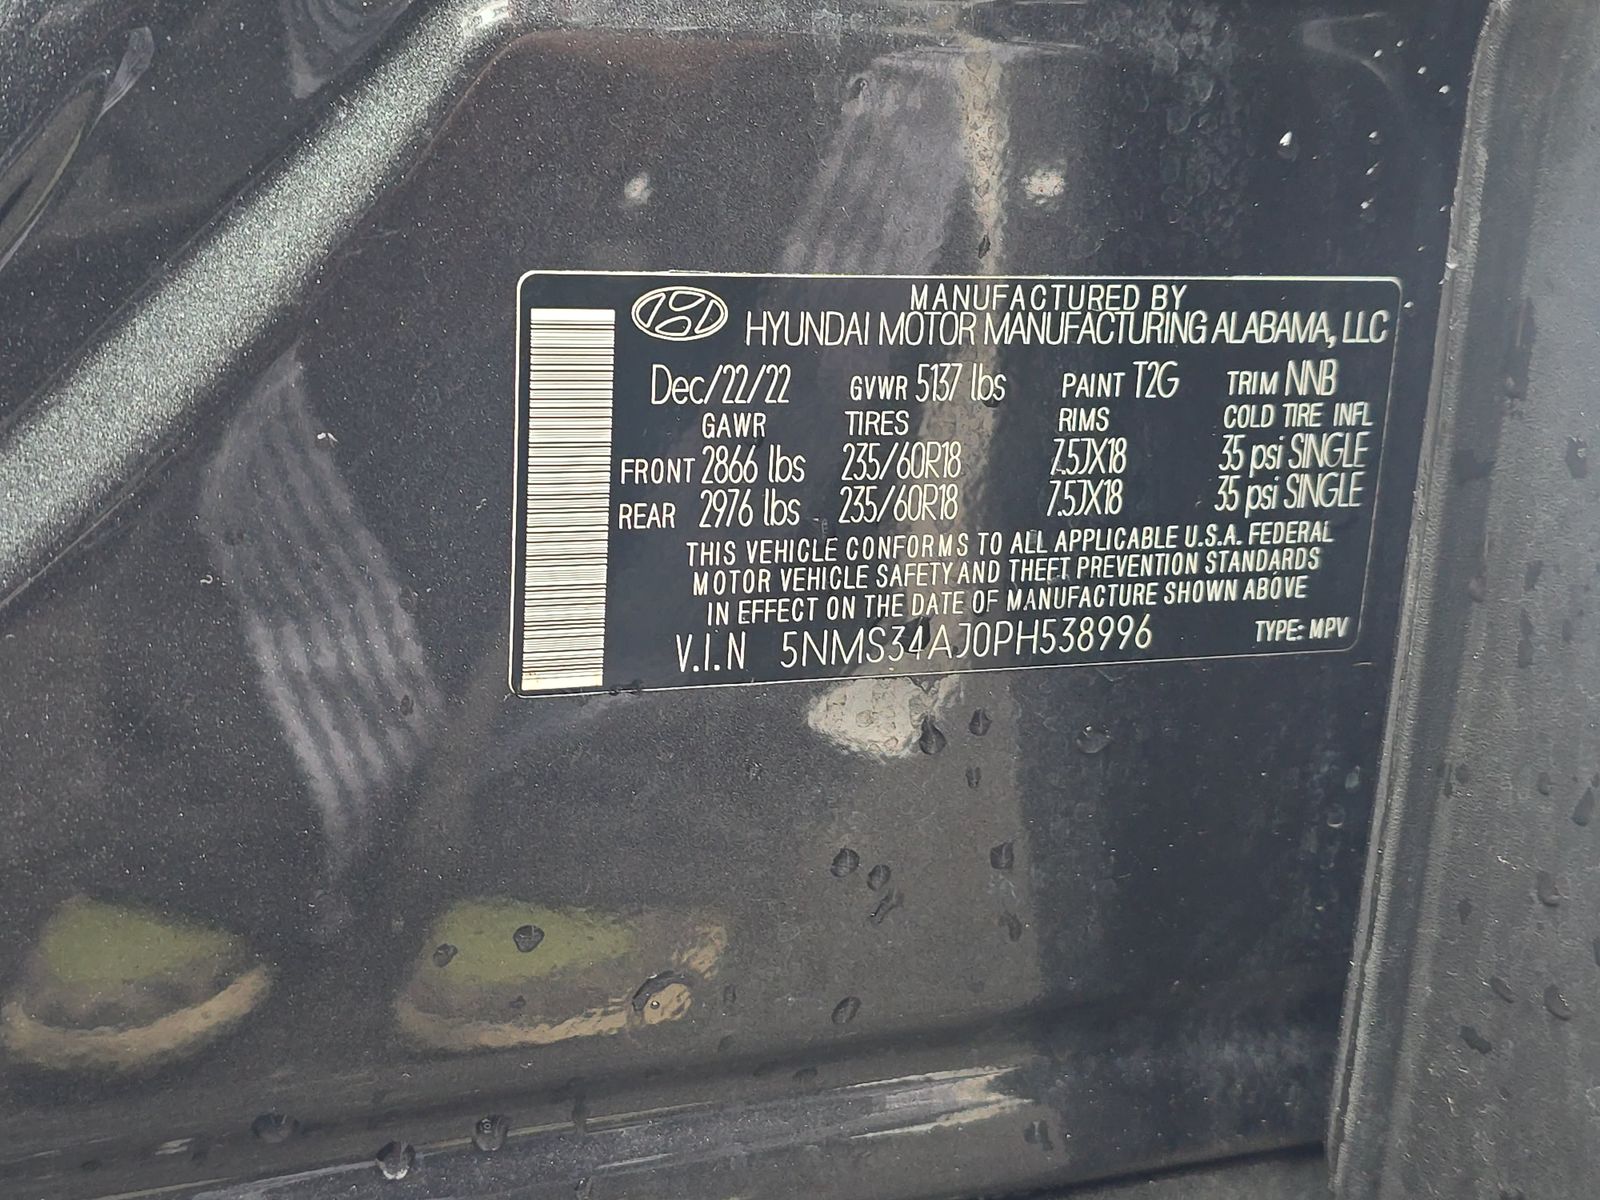 MANUFACTURED BY
HYUNDAI MOTOR MANUFACTURING ALABAMA, LLC
Dec/22/22 GVWR 5137 lbs PAINT T2G TRIM NNB
GAWR TIRES RIMS COLD TIRE INFL
FRONT 2866 lbs 235/60R18 7.5JX18 35 psi SINGLE
REAR 2976 lbs 235/60R18 7.5JX18 35 psi SINGLE
THIS VEHICLE CONFORMS TO ALL APPLICABLE U.S.A. FEDERAL
MOTOR VEHICLE SAFETY AND THEFT PREVENTION STANDARDS
IN EFFECT ON THE DATE OF MANUFACTURE SHOWN ABOVE
V.I.N 5NMS34AJ0PH538996 TYPE: MPV